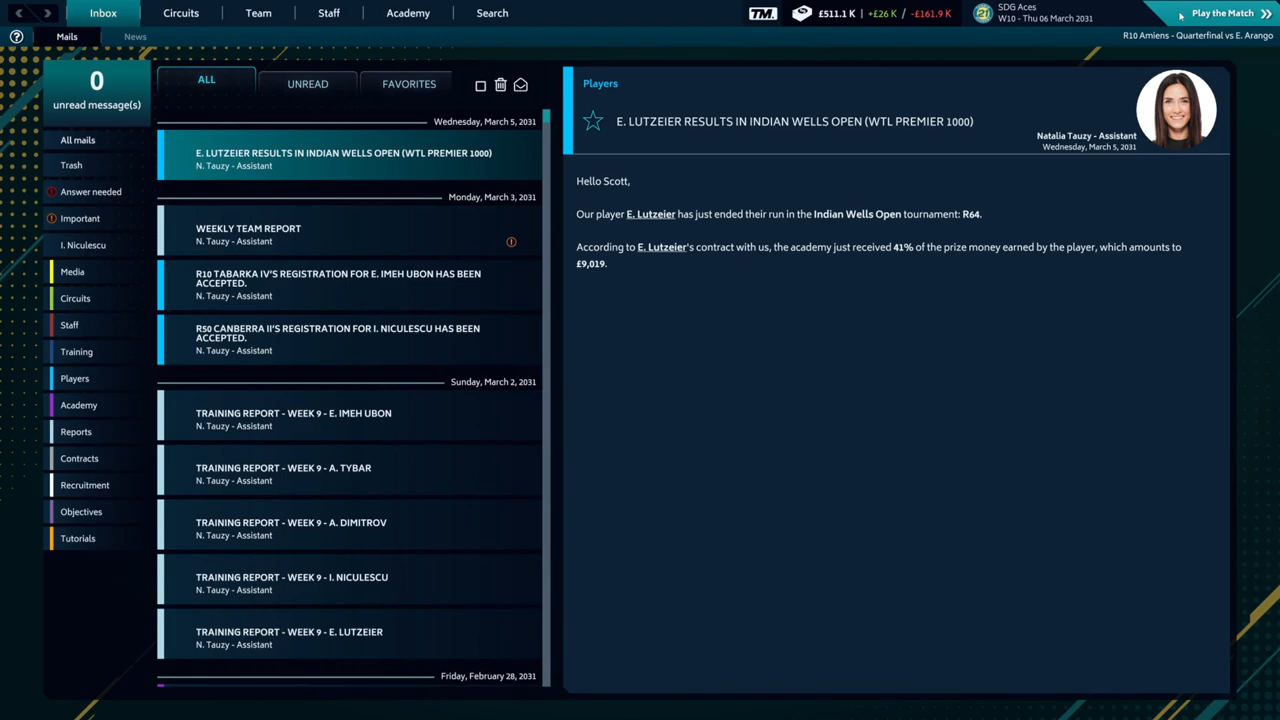 Inbox
Circuits
Team
Staff
Academy
Search
TM.
£511.1 K | +£26 K / -£161.9K
21
SDG Aces
W10 - Thu 06 March 2031
Play the Match
?
Mails
News
R10 Amiens - Quarterfinal vs E. Arango
0
unread message(s)
All mails
Trash
Answer needed
Important
I. Niculescu
Media
Circuits
Staff
Training
Players
Academy
Reports
Contracts
Recruitment
Objectives
Tutorials
ALL
UNREAD
FAVORITES
Wednesday, March 5, 2031
E. LUTZEIER RESULTS IN INDIAN WELLS OPEN (WTL PREMIER 1000)
N. Tauzy - Assistant
Monday, March 3, 2031
WEEKLY TEAM REPORT
N. Tauzy - Assistant
R10 TABARKA IV'S REGISTRATION FOR E. IMEH UBON HAS BEEN
ACCEPTED.
N. Tauzy - Assistant
R50 CANBERRA II'S REGISTRATION FOR I. NICULESCU HAS BEEN
ACCEPTED.
N. Tauzy - Assistant
Sunday, March 2, 2031
TRAINING REPORT - WEEK 9 - E. IMEH UBON
N. Tauzy - Assistant
TRAINING REPORT - WEEK 9 - A. TYBAR
N. Tauzy - Assistant
TRAINING REPORT - WEEK 9 - A. DIMITROV
N. Tauzy - Assistant
TRAINING REPORT - WEEK 9 - I. NICULESCU
N. Tauzy - Assistant
TRAINING REPORT - WEEK 9 - E. LUTZEIER
N. Tauzy - Assistant
Friday, February 28, 2031
Players
E. LUTZEIER RESULTS IN INDIAN WELLS OPEN (WTL PREMIER 1000)
Natalia Tauzy - Assistant
Wednesday, March 5, 2031
Hello Scott,
Our player E. Lutzeier has just ended their run in the Indian Wells Open tournament: R64.
According to E. Lutzeier's contract with us, the academy just received 41% of the prize money earned by the player, which amounts to
£9,019.